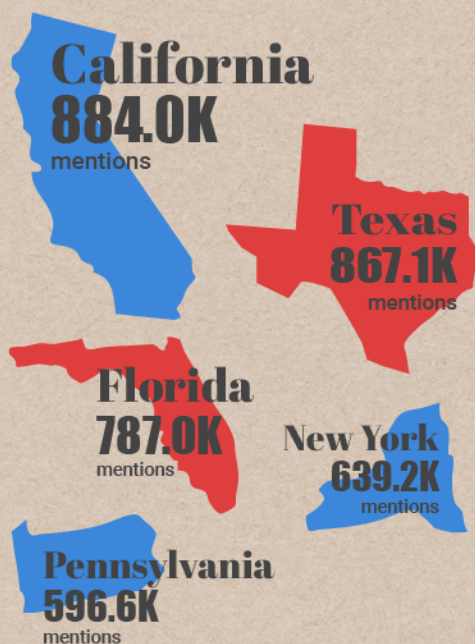 California
884.0K
mentions
Texas
867.1K
mentions
Florida
787.0K
mentions
New York
639.2K
mentions
Pennsylvania
596.6K
mentions